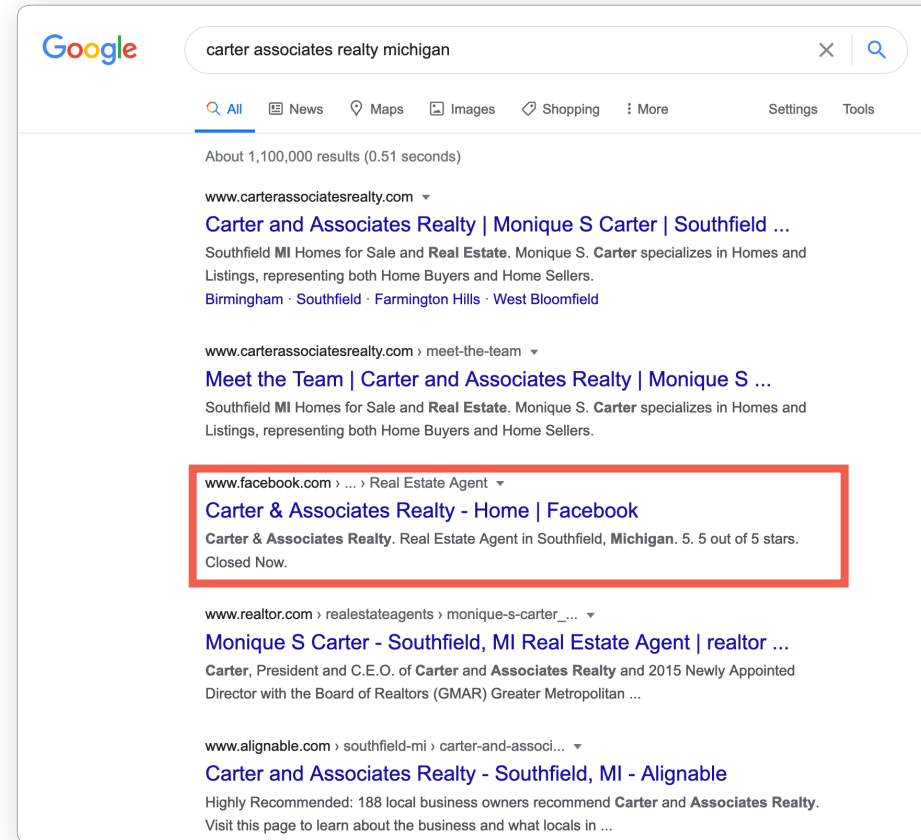 Google
carter associates realty michigan
All News Maps Images Shopping More Settings Tools
About 1,100,000 results (0.51 seconds)
www.carterassociatesrealty.com
Carter and Associates Realty | Monique S Carter | Southfield ...
Southfield MI Homes for Sale and Real Estate. Monique S. Carter specializes in Homes and
Listings, representing both Home Buyers and Home Sellers.
Birmingham · Southfield · Farmington Hills · West Bloomfield
www.carterassociatesrealty.com › meet-the-team
Meet the Team | Carter and Associates Realty | Monique S ...
Southfield MI Homes for Sale and Real Estate. Monique S. Carter specializes in Homes and
Listings, representing both Home Buyers and Home Sellers.
www.facebook.com › ... › Real Estate Agent
Carter & Associates Realty - Home | Facebook
Carter & Associates Realty. Real Estate Agent in Southfield, Michigan. 5. 5 out of 5 stars.
Closed Now.
www.realtor.com › realestateagents › monique-s-carter_...
Monique S Carter - Southfield, MI Real Estate Agent | realtor ...
Carter, President and C.E.O. of Carter and Associates Realty and 2015 Newly Appointed
Director with the Board of Realtors (GMAR) Greater Metropolitan ...
www.alignable.com › southfield-mi › carter-and-associ...
Carter and Associates Realty - Southfield, MI - Alignable
Highly Recommended: 188 local business owners recommend Carter and Associates Realty.
Visit this page to learn about the business and what locals in ...